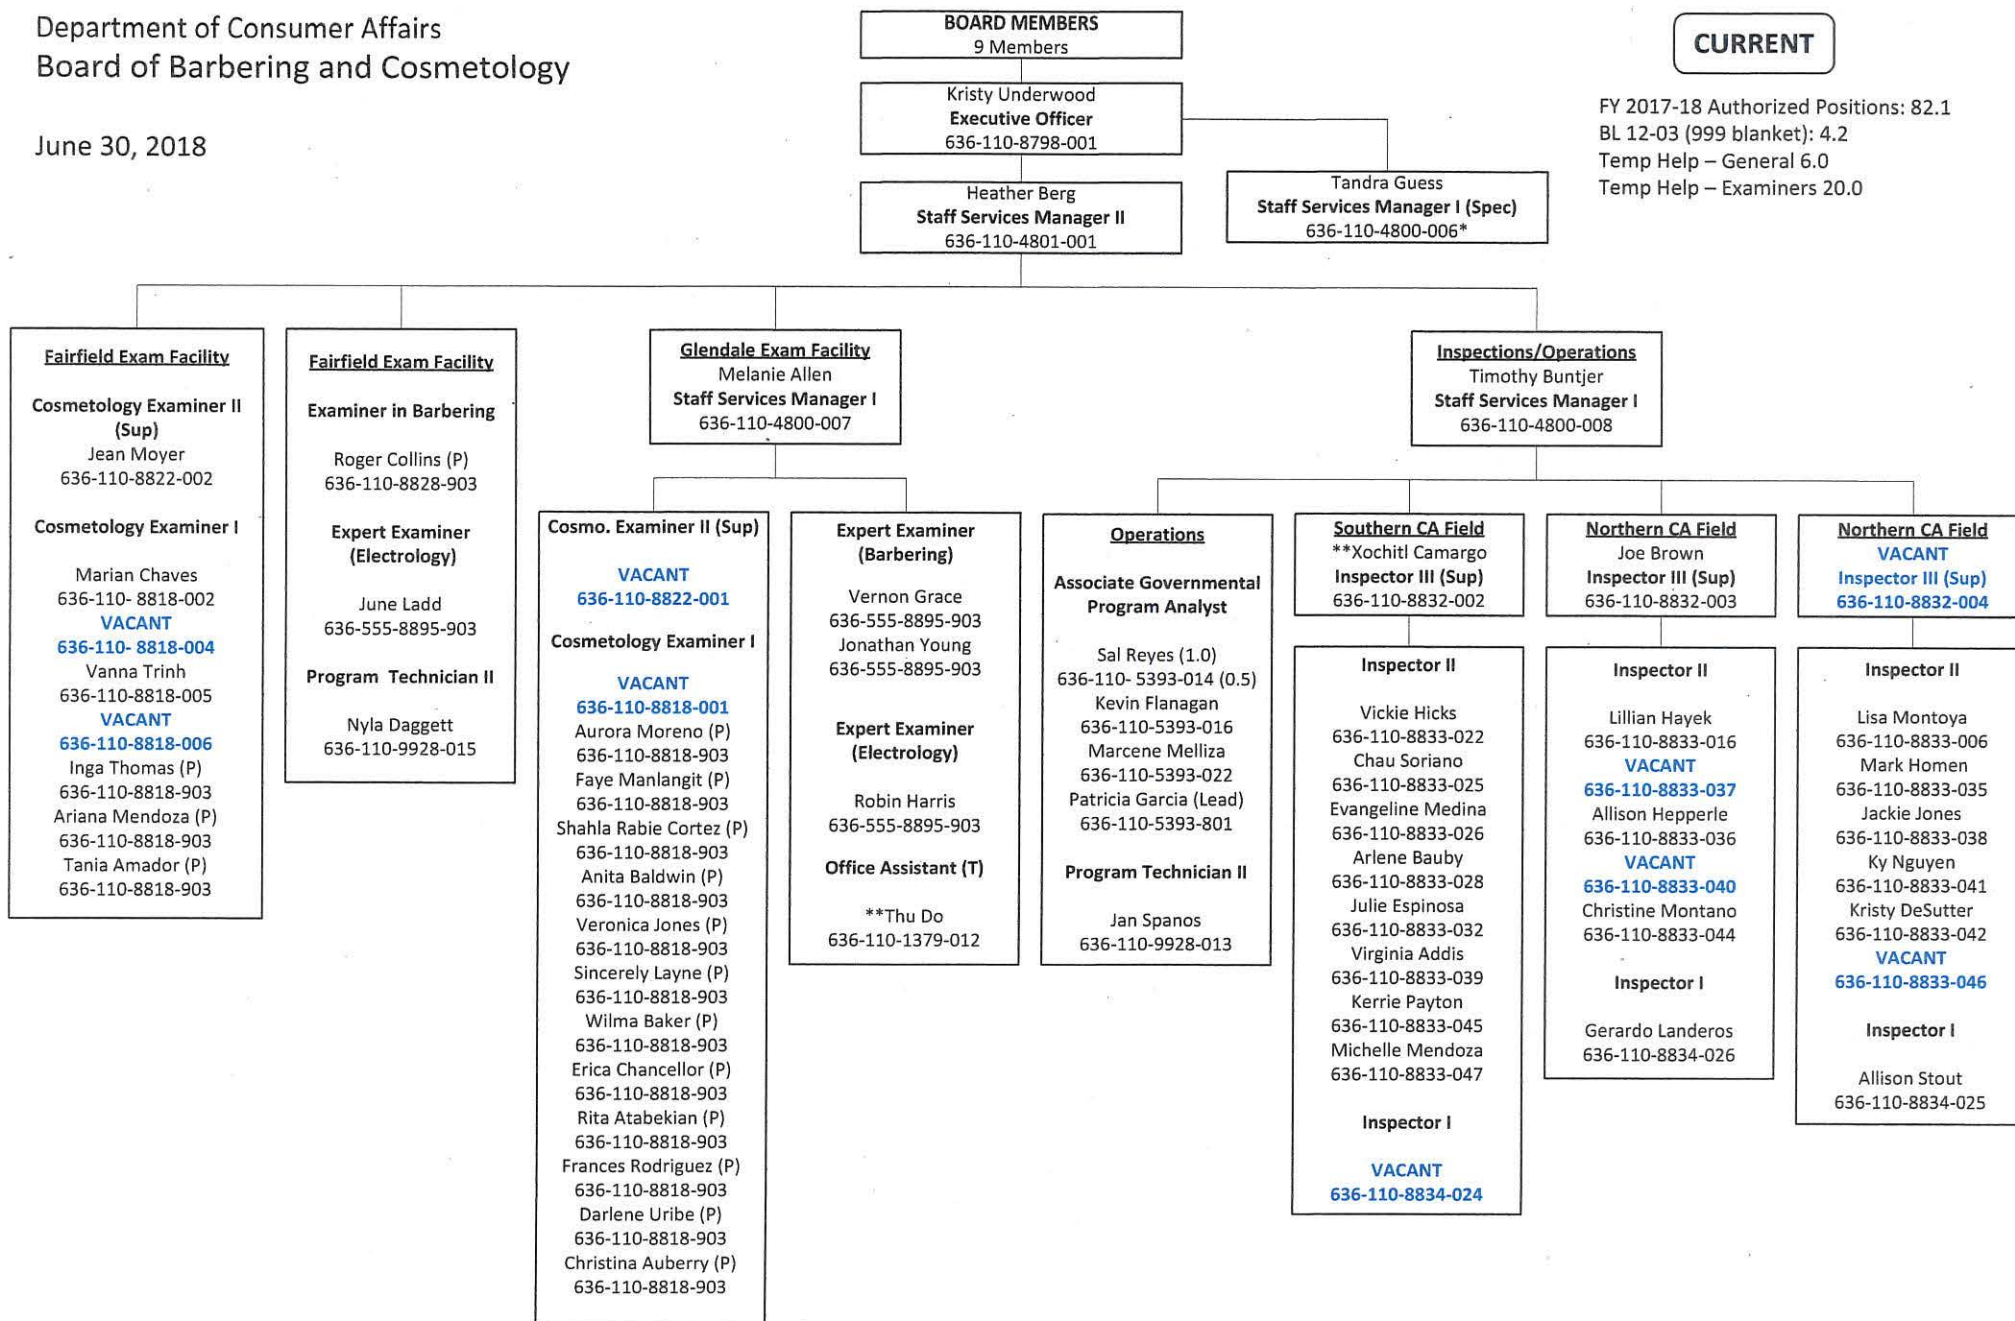 Department of Consumer Affairs
Board of Barbering and Cosmetology
June 30, 2018
BOARD MEMBERS
9 Members
Kristy Underwood
Executive Officer
636-110-8798-001
Heather Berg
Staff Services Manager II
636-110-4801-001
Tandra Guess
Staff Services Manager I (Spec)
636-110-4800-006*
CURRENT
FY 2017-18 Authorized Positions: 82.1
BL 12-03 (999 blanket): 4.2
Temp Help – General 6.0
Temp Help – Examiners 20.0
Fairfield Exam Facility
Cosmetology Examiner II
(Sup)
Jean Moyer
636-110-8822-002
Cosmetology Examiner I
Marian Chaves
636-110- 8818-002
VACANT
636-110- 8818-004
Vanna Trinh
636-110-8818-005
VACANT
636-110-8818-006
Inga Thomas (P)
636-110-8818-903
Ariana Mendoza (P)
636-110-8818-903
Tania Amador (P)
636-110-8818-903
Fairfield Exam Facility
Examiner in Barbering
Roger Collins (P)
636-110-8828-903
Expert Examiner
(Electrology)
June Ladd
636-555-8895-903
Program Technician II
Nyla Daggett
636-110-9928-015
Glendale Exam Facility
Melanie Allen
Staff Services Manager I
636-110-4800-007
Cosmo. Examiner II (Sup)
VACANT
636-110-8822-001
Cosmetology Examiner I
VACANT
636-110-8818-001
Aurora Moreno (P)
636-110-8818-903
Faye Manlangit (P)
636-110-8818-903
Shahla Rabie Cortez (P)
636-110-8818-903
Anita Baldwin (P)
636-110-8818-903
Veronica Jones (P)
636-110-8818-903
Sincerely Layne (P)
636-110-8818-903
Wilma Baker (P)
636-110-8818-903
Erica Chancellor (P)
636-110-8818-903
Rita Atabekian (P)
636-110-8818-903
Frances Rodriguez (P)
636-110-8818-903
Darlene Uribe (P)
636-110-8818-903
Christina Auberry (P)
636-110-8818-903
Expert Examiner
(Barbering)
Vernon Grace
636-555-8895-903
Jonathan Young
636-555-8895-903
Expert Examiner
(Electrology)
Robin Harris
636-555-8895-903
Office Assistant (T)
**Thu Do
636-110-1379-012
Inspections/Operations
Timothy Buntjer
Staff Services Manager I
636-110-4800-008
Operations
Associate Governmental
Program Analyst
Sal Reyes (1.0)
636-110- 5393-014 (0.5)
Kevin Flanagan
636-110-5393-016
Marcene Melliza
636-110-5393-022
Patricia Garcia (Lead)
636-110-5393-801
Program Technician II
Jan Spanos
636-110-9928-013
Southern CA Field
**Xochitl Camargo
Inspector III (Sup)
636-110-8832-002
Inspector II
Vickie Hicks
636-110-8833-022
Chau Soriano
636-110-8833-025
Evangeline Medina
636-110-8833-026
Arlene Bauby
636-110-8833-028
Julie Espinosa
636-110-8833-032
Virginia Addis
636-110-8833-039
Kerrie Payton
636-110-8833-045
Michelle Mendoza
636-110-8833-047
Inspector I
VACANT
636-110-8834-024
Northern CA Field
Joe Brown
Inspector III (Sup)
636-110-8832-003
Inspector II
Lillian Hayek
636-110-8833-016
VACANT
636-110-8833-037
Allison Hepperle
636-110-8833-036
VACANT
636-110-8833-040
Christine Montano
636-110-8833-044
Inspector I
Gerardo Landeros
636-110-8834-026
Northern CA Field
VACANT
Inspector III (Sup)
636-110-8832-004
Inspector II
Lisa Montoya
636-110-8833-006
Mark Homen
636-110-8833-035
Jackie Jones
636-110-8833-038
Ky Nguyen
636-110-8833-041
Kristy DeSutter
636-110-8833-042
VACANT
636-110-8833-046
Inspector I
Allison Stout
636-110-8834-025